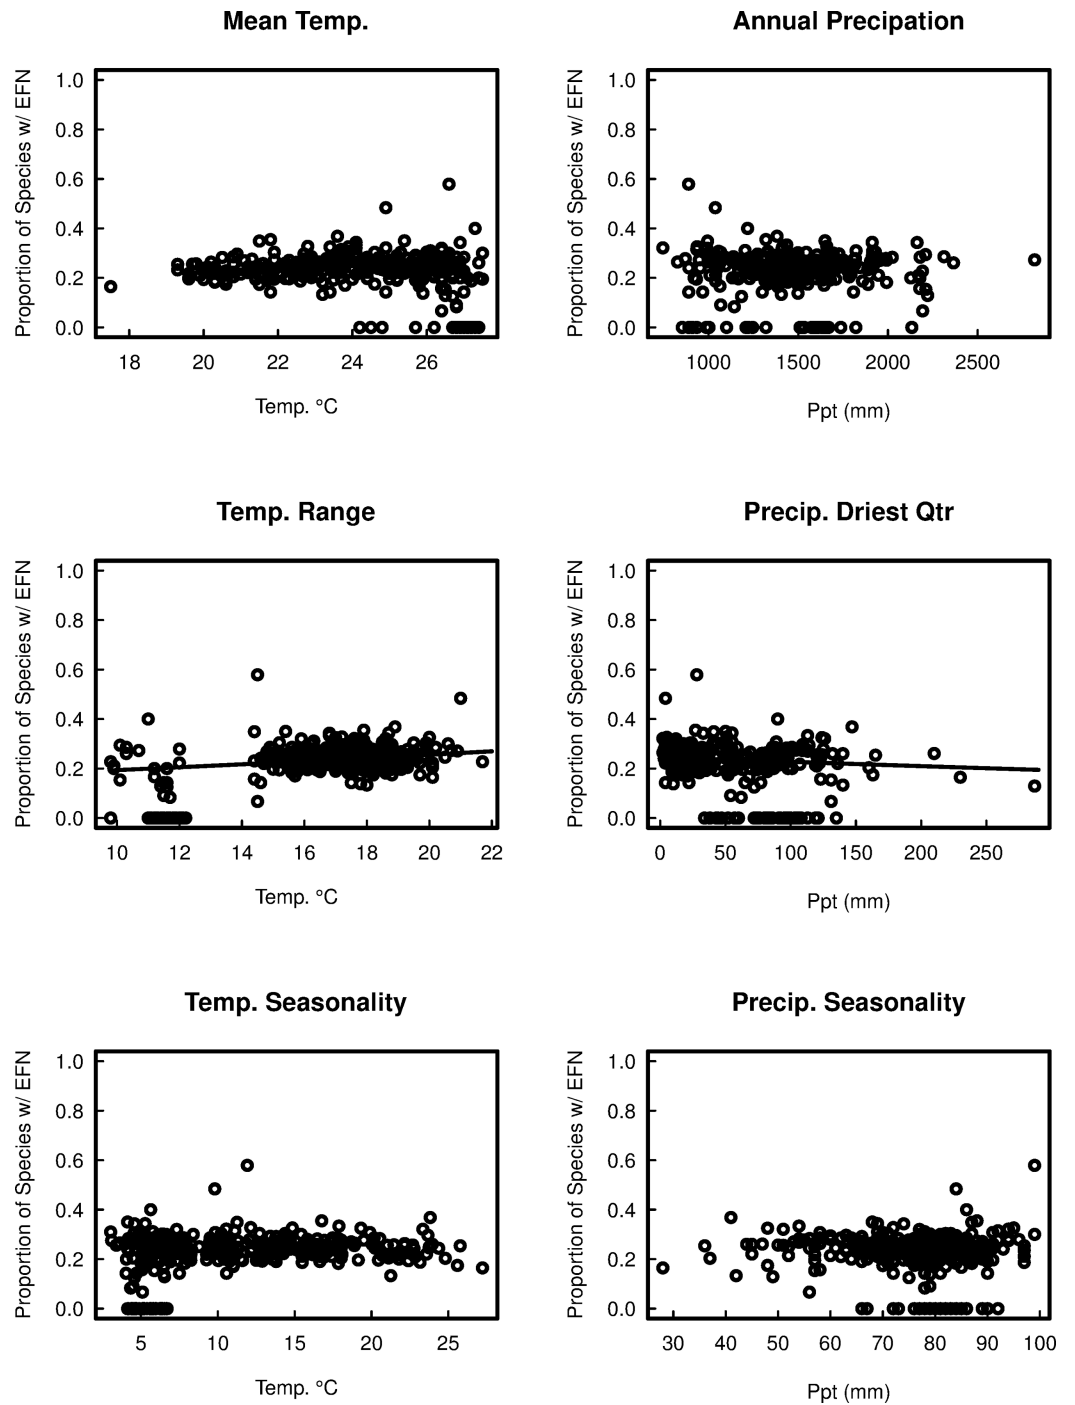 Mean Temp.
Proportion of Species w/ EFN
1.0
0.8
0.6
0.4
0.2
0.0
18 20 22 24 26
Temp. °C
Annual Precipation
Proportion of Species w/ EFN
1.0
0.8
0.6
0.4
0.2
0.0
1000 1500 2000 2500
Ppt (mm)
Temp. Range
Proportion of Species w/ EFN
1.0
0.8
0.6
0.4
0.2
0.0
10 12 14 16 18 20 22
Temp. °C
Precip. Driest Qtr
Proportion of Species w/ EFN
1.0
0.8
0.6
0.4
0.2
0.0
0 50 100 150 200 250
Ppt (mm)
Temp. Seasonality
Proportion of Species w/ EFN
1.0
0.8
0.6
0.4
0.2
0.0
5 10 15 20 25
Temp. °C
Precip. Seasonality
Proportion of Species w/ EFN
1.0
0.8
0.6
0.4
0.2
0.0
30 40 50 60 70 80 90 100
Ppt (mm)